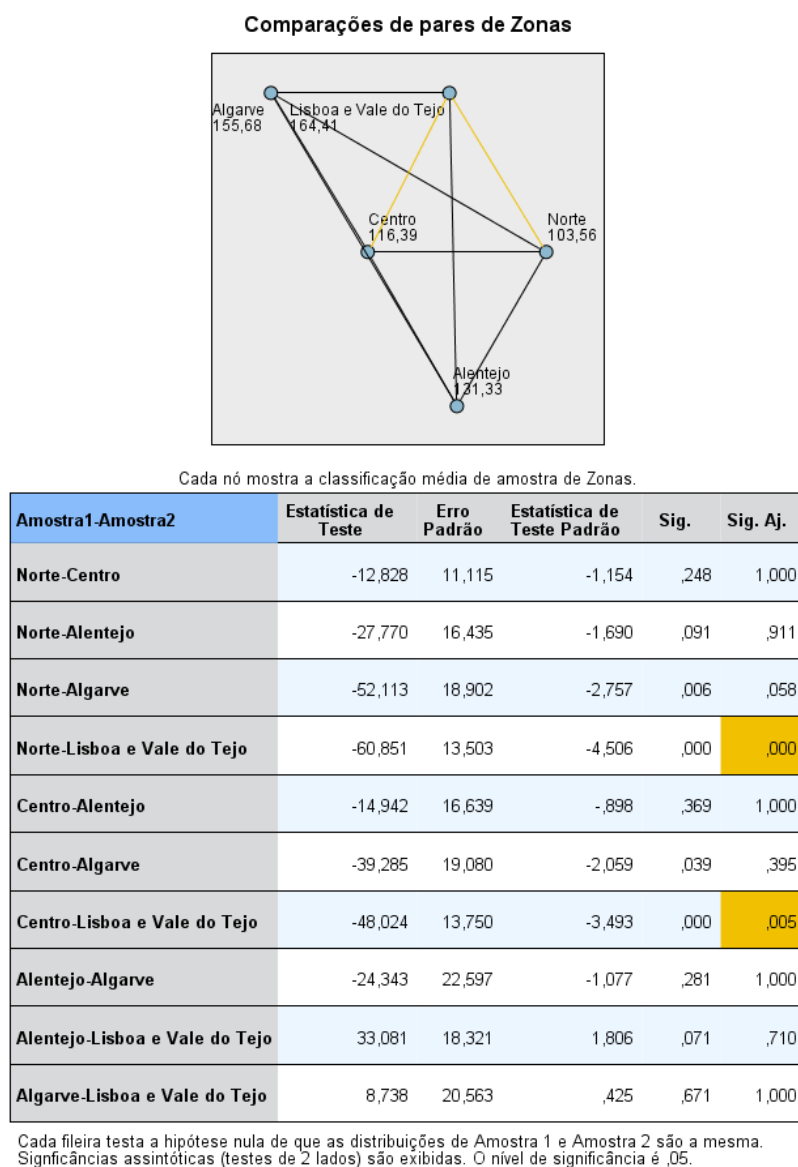 Comparações de pares de Zonas
Algarve
155,68
Lisboa e Vale do Tejo
164,41
Centro
116,39
Norte
103,56
Alentejo
131,33
Cada nó mostra a classificação média de amostra de Zonas.
Amostra1-Amostra2 Estatística de Teste Erro Padrão Estatística de Teste Padrão Sig. Sig. Aj.
Norte-Centro -12,828 11,115 -1,154 ,248 1,000
Norte-Alentejo -27,770 16,435 -1,690 ,091 ,911
Norte-Algarve -52,113 18,902 -2,757 ,006 ,058
Norte-Lisboa e Vale do Tejo -60,851 13,503 -4,506 ,000 ,000
Centro-Alentejo -14,942 16,639 -,898 ,369 1,000
Centro-Algarve -39,285 19,080 -2,059 ,039 ,395
Centro-Lisboa e Vale do Tejo -48,024 13,750 -3,493 ,000 ,005
Alentejo-Algarve -24,343 22,597 -1,077 ,281 1,000
Alentejo-Lisboa e Vale do Tejo 33,081 18,321 1,806 ,071 ,710
Algarve-Lisboa e Vale do Tejo 8,738 20,563 ,425 ,671 1,000
Cada fileira testa a hipótese nula de que as distribuições de Amostra 1 e Amostra 2 são a mesma.
Signficâncias assintóticas (testes de 2 lados) são exibidas. O nível de significância é ,05.